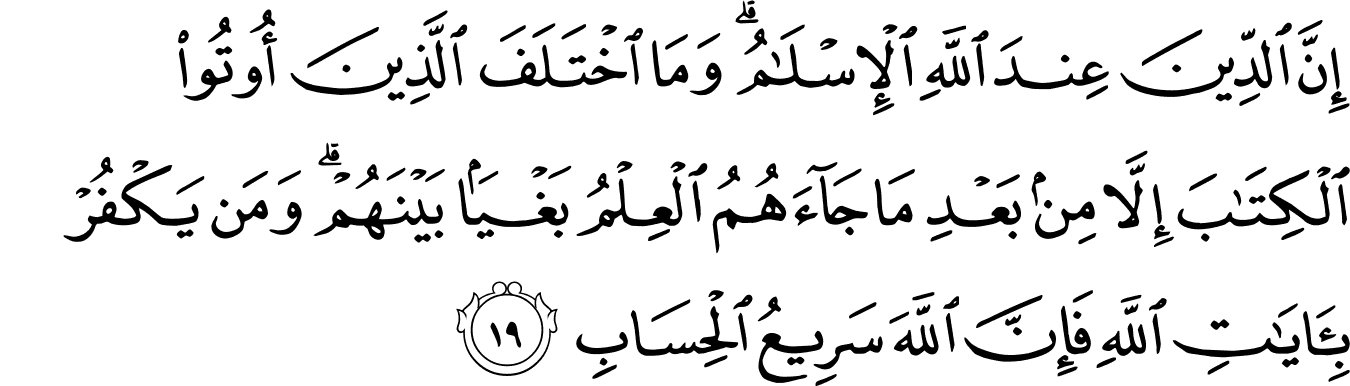 إِنَّ ٱلدِّينَ عِندَ ٱللَّهِ ٱلْإِسْلَـٰمُ ۗ وَمَا ٱخْتَلَفَ ٱلَّذِينَ أُوتُوا۟
ٱلْكِتَـٰبَ إِلَّا مِنۢ بَعْدِ مَا جَآءَهُمُ ٱلْعِلْمُ بَغْيًۢا بَيْنَهُمْ ۗ وَمَن يَكْفُرْ
بِـَٔايَـٰتِ ٱللَّهِ فَإِنَّ ٱللَّهَ سَرِيعُ ٱلْحِسَابِ ١٩